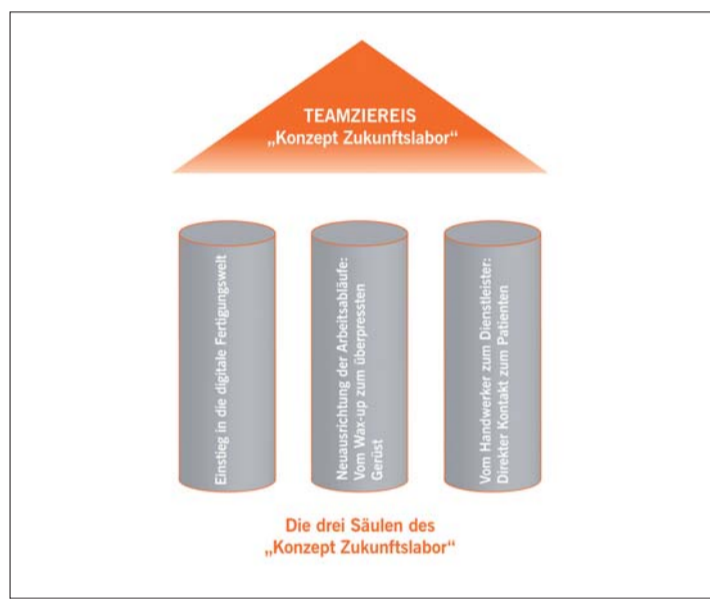 TEAMZIEREIS
„Konzept Zukunftslabor“
Einstieg in die digitale Fertigungswelt
Neuausrichtung der Arbeitsabläufe:
Vom Wax-up zum überpressten
Gerüst
Vom Handwerker zum Dienstleister:
Direkter Kontakt zum Patienten
Die drei Säulen des
„Konzept Zukunftslabor“